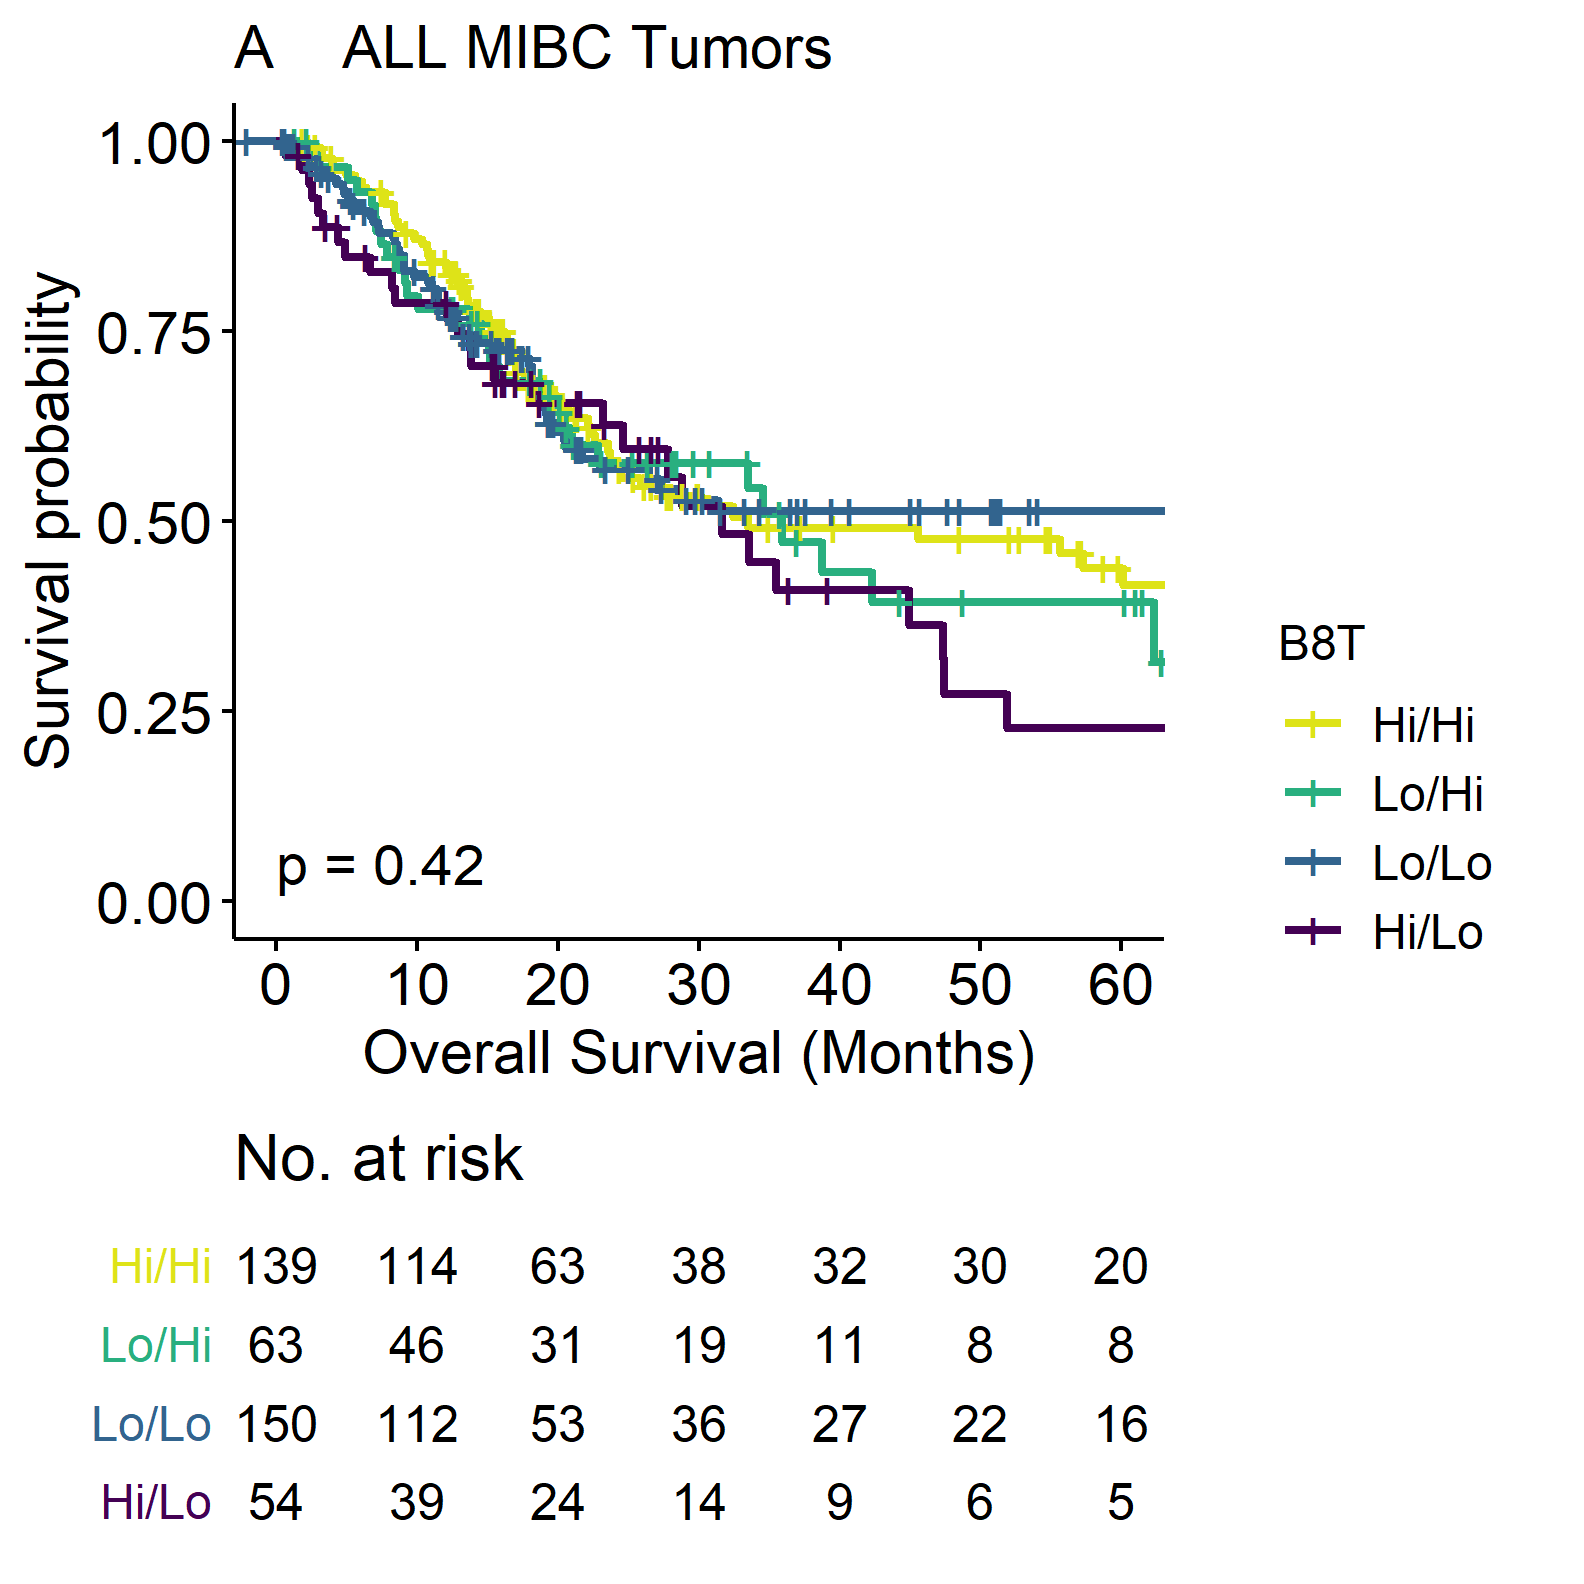 A ALL MIBC Tumors
Survival probability
1.00
0.75
0.50
0.25
0.00
p = 0.42
0 10 20 30 40 50 60
Overall Survival (Months)
B8T
Hi/Hi
Lo/Hi
Lo/Lo
Hi/Lo
No. at risk
Hi/Hi 139 114 63 38 32 30 20
Lo/Hi 63 46 31 19 11 8 8
Lo/Lo 150 112 53 36 27 22 16
Hi/Lo 54 39 24 14 9 6 5